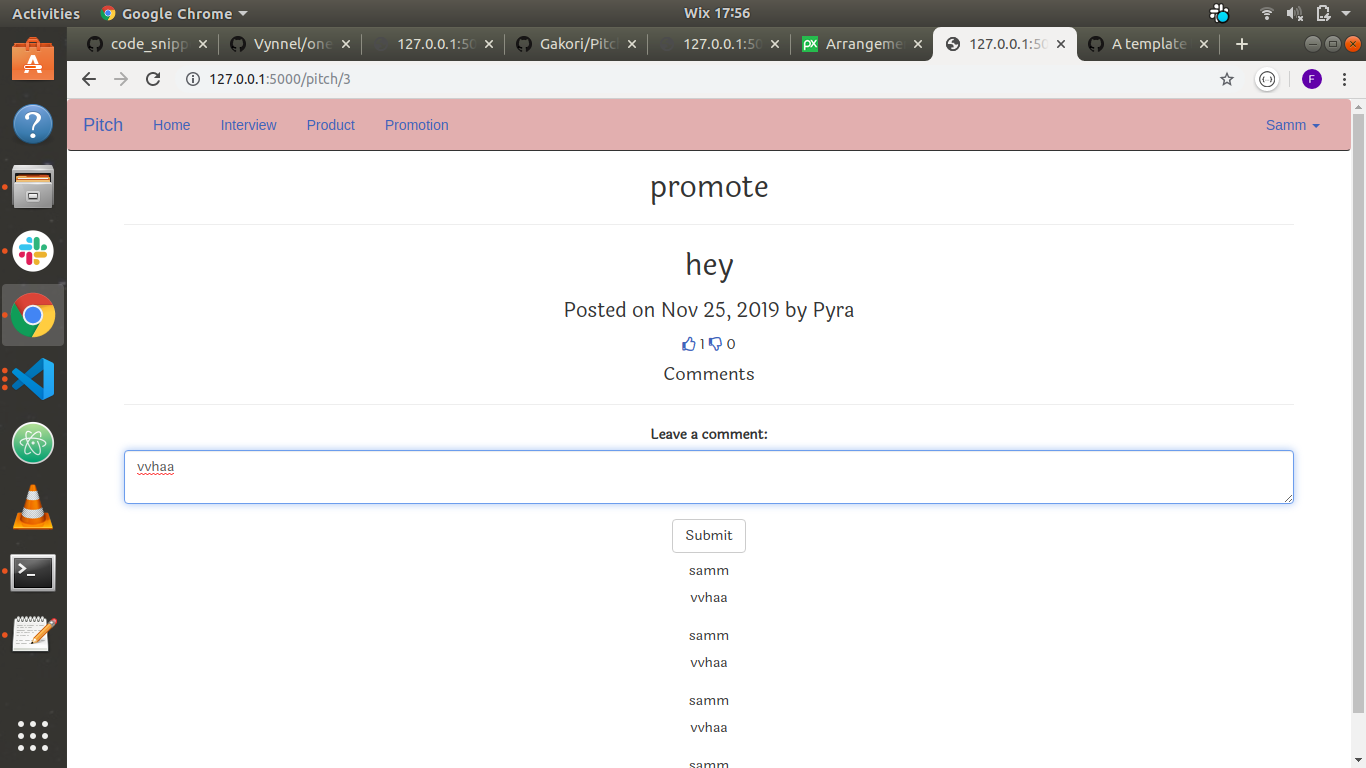 Activities Google Chrome Wix 17:56
code_snipp Vynnel/one 127.0.0.1:50 Gakori/Pitc 127.0.0.1:50 Arrangeme 127.0.0.1:50 A template
127.0.0.1:5000/pitch/3 F
Pitch Home Interview Product Promotion Samm
promote
hey
Posted on Nov 25, 2019 by Pyra
1 0
Comments
Leave a comment:
vvhaa
Submit
samm
vvhaa
samm
vvhaa
samm
vvhaa
samm